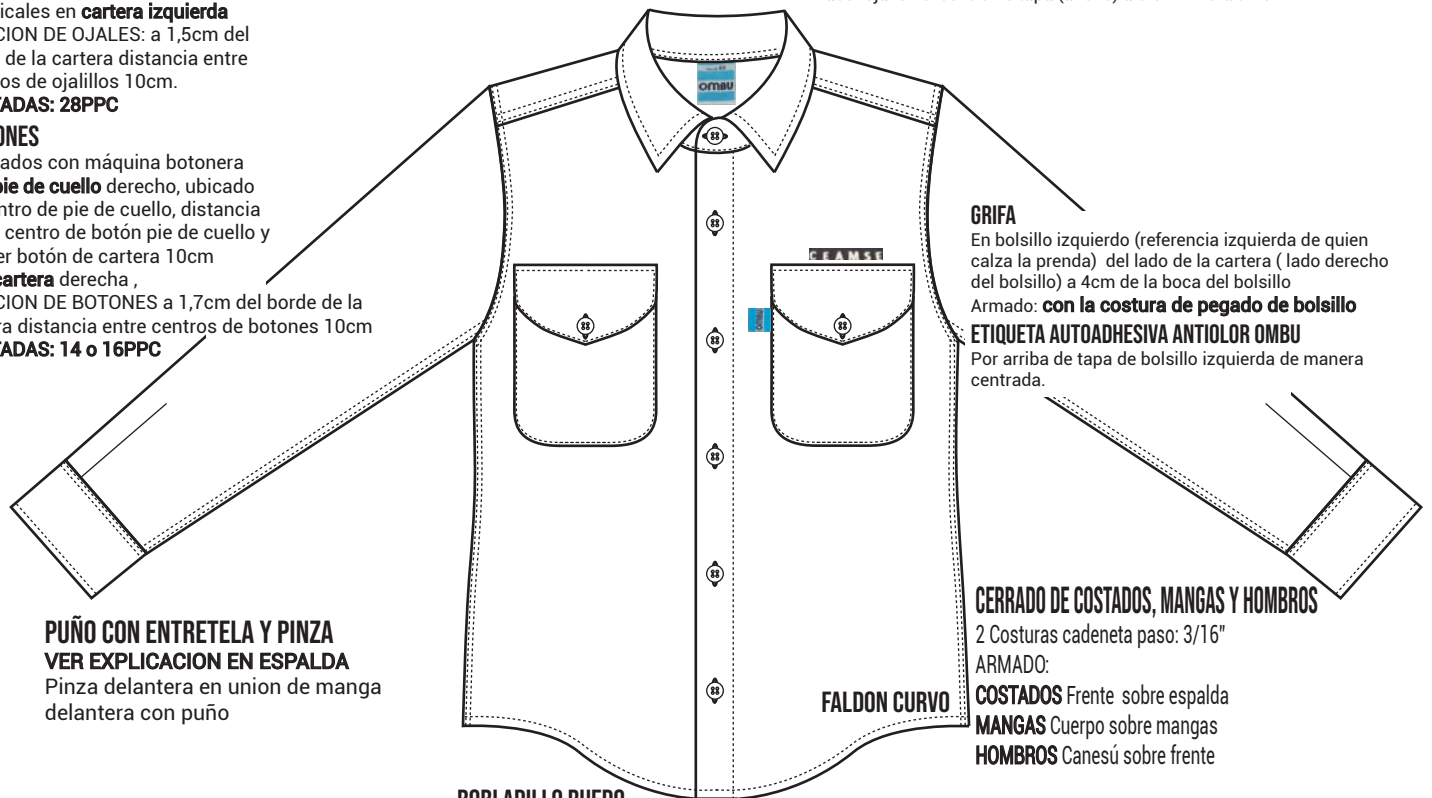 icales en cartera izquierda
CION DE OJALES: a 1,5cm del
de la cartera distancia entre
os de ojalillos 10cm.
TADAS: 28PPC
ONES
ados con máquina botonera
pie de cuello derecho, ubicado
ntro de pie de cuello, distancia
centro de botón pie de cuello y
er botón de cartera 10cm
cartera derecha ,
CION DE BOTONES a 1,7cm del borde de la
ra distancia entre centros de botones 10cm
TADAS: 14 o 16PPC
OMBU
CEAMSE
OMBU
GRIFA
En bolsillo izquierdo (referencia izquierda de quien
calza la prenda) del lado de la cartera ( lado derecho
del bolsillo) a 4cm de la boca del bolsillo
Armado: con la costura de pegado de bolsillo
ETIQUETA AUTOADHESIVA ANTIOLOR OMBU
Por arriba de tapa de bolsillo izquierda de manera
centrada.
PUÑO CON ENTRETELA Y PINZA
VER EXPLICACION EN ESPALDA
Pinza delantera en union de manga
delantera con puño
FALDON CURVO
CERRADO DE COSTADOS, MANGAS Y HOMBROS
2 Costuras cadeneta paso: 3/16"
ARMADO:
COSTADOS Frente sobre espalda
MANGAS Cuerpo sobre mangas
HOMBROS Canesú sobre frente